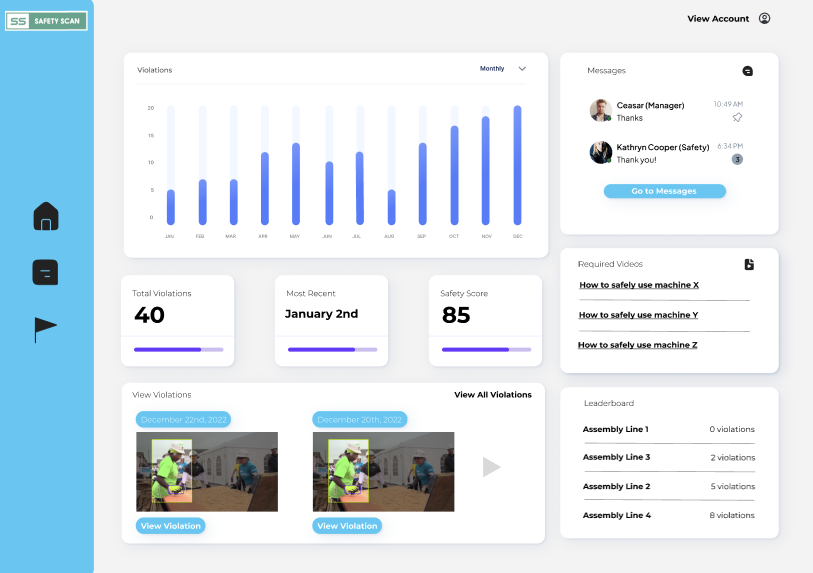 SS SAFETY SCAN
View Account
Violations
Monthly
20
15
10
5
0
JAN FEB MAR APR MAY JUN JUL AUG SEP OCT NOV DEC
Messages
Ceasar (Manager) 10:49 AM
Thanks
Kathryn Cooper (Safety) 6:34 PM
Thank you! 3
Go to Messages
Total Violations
40
Most Recent
January 2nd
Safety Score
85
Required Videos
How to safely use machine X
How to safely use machine Y
How to safely use machine Z
View Violations View All Violations
December 22nd, 2022 December 20th, 2022
View Violation View Violation
Leaderboard
Assembly Line 1 0 violations
Assembly Line 3 2 violations
Assembly Line 2 5 violations
Assembly Line 4 8 violations